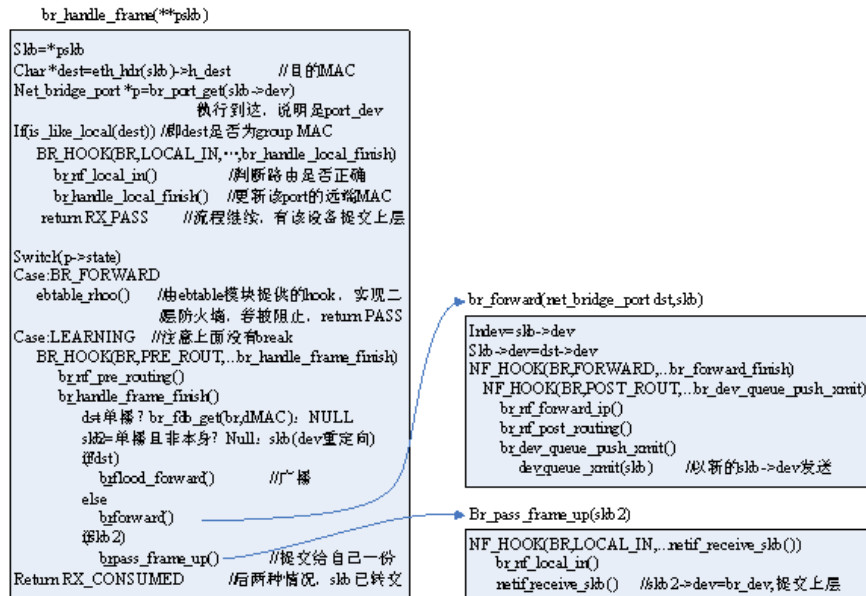 br_handle_frame(**pskb)
Skb=*pskb
Char *dest=eth_hdr(skb)->h_dest //目的MAC
Net_bridge_port *p=br_port_get(skb->dev)
执行到达，说明是port_dev
If(is_like_local(dest)) //即dest是否为group MAC
BR_HOOK(BR,LOCAL_IN,…,br_handle_local_finish)
br_nf_local_in() //判断路由是否正确
br_handle_local_finish() //更新该port的远端MAC
return RX_PASS //流程继续，有该设备提交上层
Switch(p->state)
Case:BR_FORWARD
ebtable_rhoo() //由ebtable模块提供的hook，实现二
层防火墙，若被阻止，return PASS
Case:LEARNING //注意上面没有break
BR_HOOK(BR,PRE_ROUT,...br_handle_frame_finish)
br_nf_pre_routing()
br_handle_frame_finish()
dst=单播？br_fdb_get(br,dMAC)：NULL
skb2=单播且非本身？Null：skb(dev重定向)
if(!dst)
br_flood_forward() //广播
else
br_forward()
if(skb2)
br_pass_frame_up() //提交给自己一份
Return RX_CONSUMED //后两种情况，skb已转交
br_forward(net_bridge_port dst,skb)
Indev=skb->dev
Skb->dev=dst->dev
NF_HOOK(BR,FORWARD,...br_forward_finish)
NF_HOOK(BR,POST_ROUT,...br_dev_queue_push_xmit)
br_nf_forward_ip()
br_nf_post_routing()
br_dev_queue_push_xmit()
dev_queue_xmit(skb) //以新的skb->dev发送
Br_pass_frame_up(skb2)
NF_HOOK(BR,LOCAL_IN,...netif_receive_skb())
br_nf_local_in()
netif_receive_skb() //skb2->dev=br_dev,提交上层